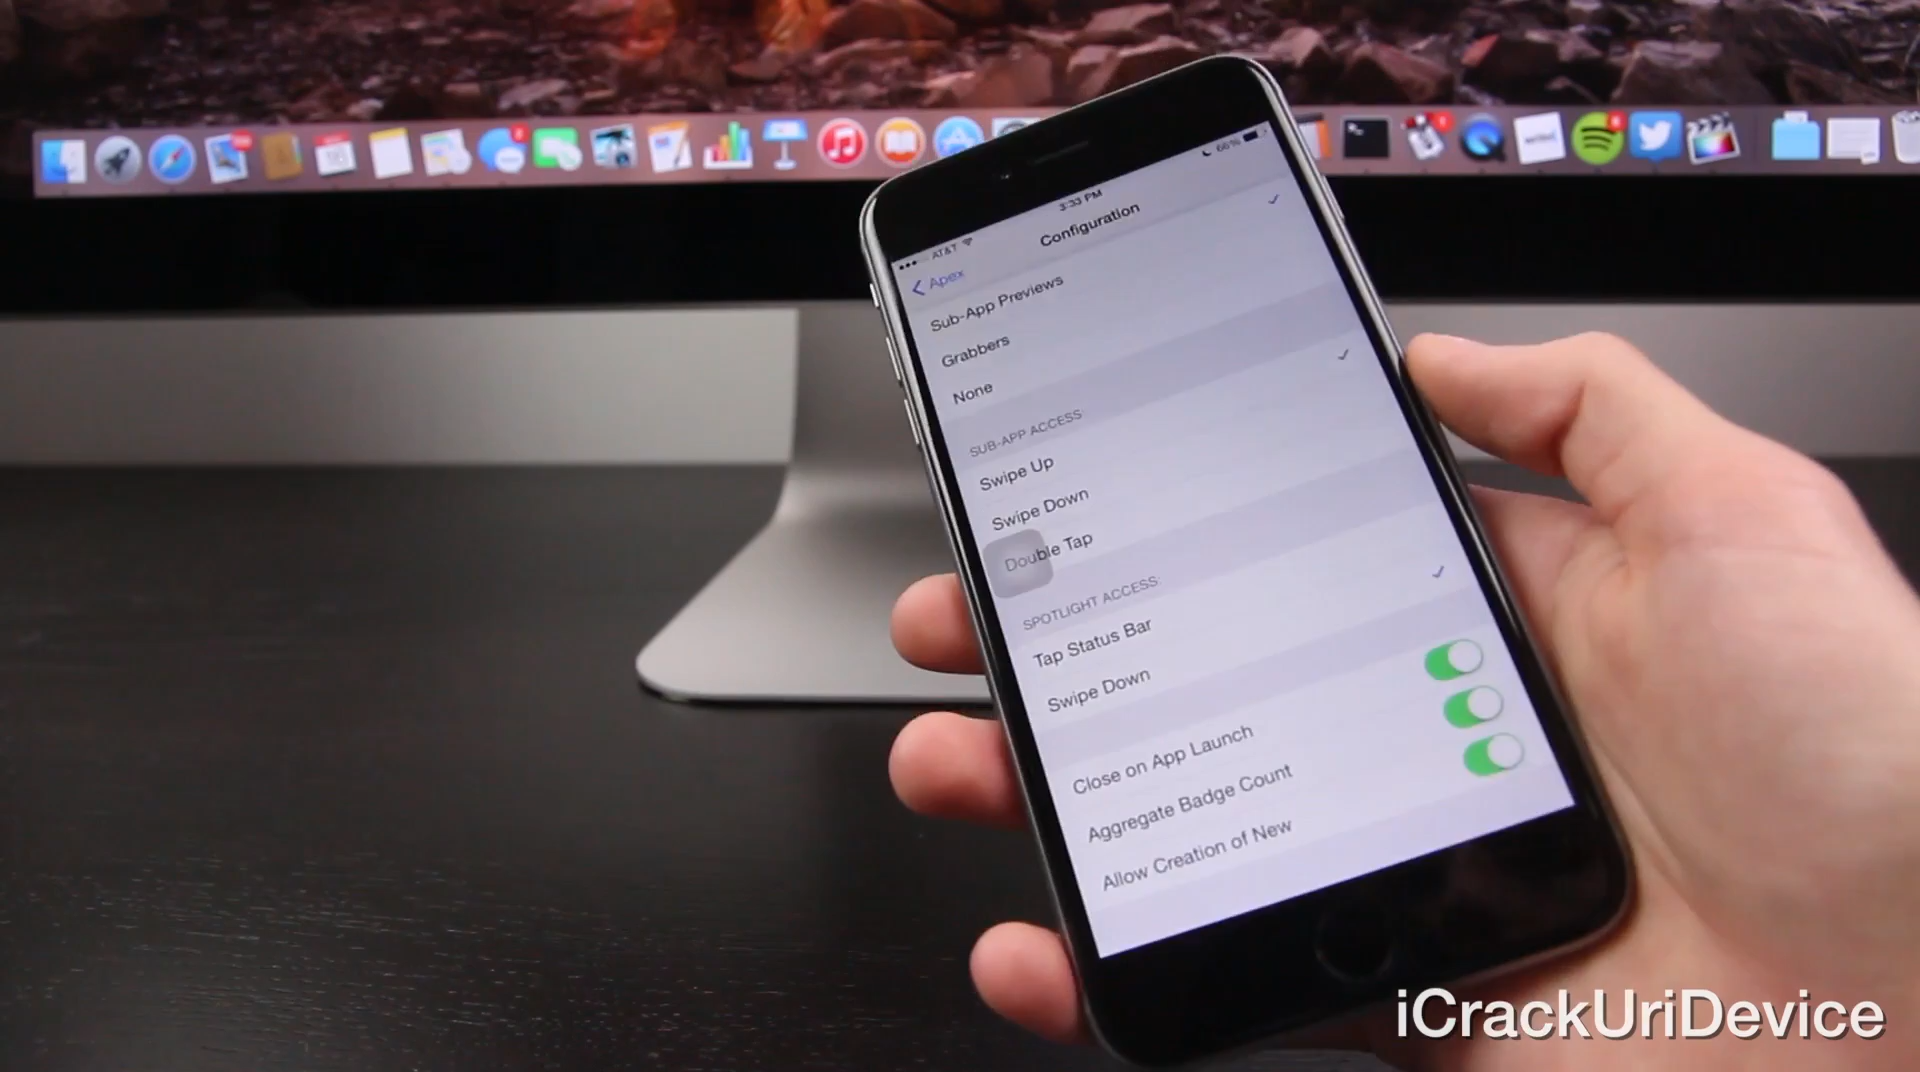 ●●● AT&T
3:33 PM
66%
Apex
Configuration
Sub-App Previews
Grabbers
None
SUB-APP ACCESS:
Swipe Up
Swipe Down
Double Tap
SPOTLIGHT ACCESS:
Tap Status Bar
Swipe Down
Close on App Launch
Aggregate Badge Count
Allow Creation of New
iCrackUriDevice